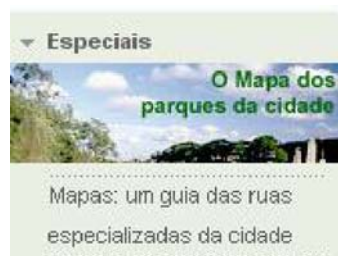 Especiais
O Mapa dos
parques da cidade
Mapas: um guia das ruas
especializadas da cidade